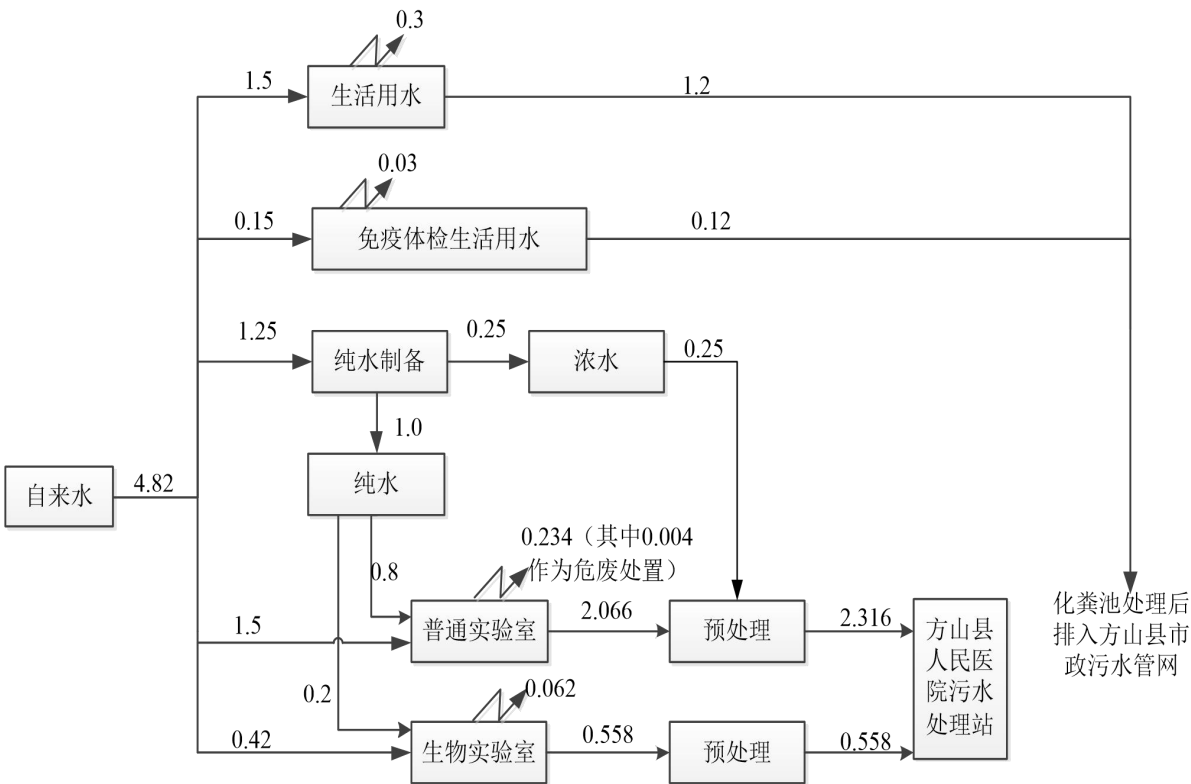 0.3
1.5
生活用水
1.2
0.03
0.15
免疫体检生活用水
0.12
1.25
纯水制备
0.25
浓水
0.25
1.0
自来水
4.82
纯水
0.234（其中0.004
作为危废处置）
0.8
1.5
普通实验室
2.066
预处理
2.316
方山县
人民医
院污水
处理站
化粪池处理后
排入方山县市
政污水管网
0.2
0.062
0.42
生物实验室
0.558
预处理
0.558